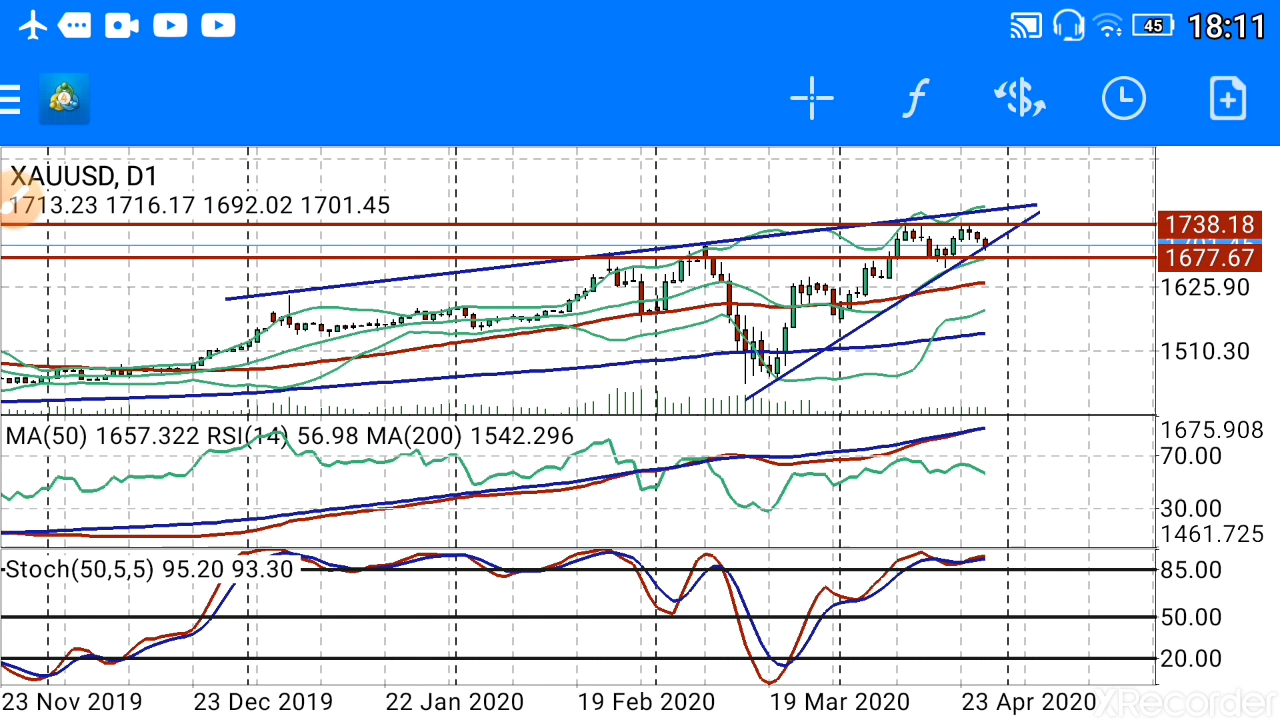 45 18:11
f
XAUUSD, D1
1713.23 1716.17 1692.02 1701.45
1738.18
1701.45
1677.67
1625.90
1510.30
MA(50) 1657.322 RSI(14) 56.98 MA(200) 1542.296
1675.908
70.00
30.00
1461.725
Stoch(50,5,5) 95.20 93.30
85.00
50.00
20.00
23 Nov 2019 23 Dec 2019 22 Jan 2020 19 Feb 2020 19 Mar 2020 23 Apr 2020
XRecorder